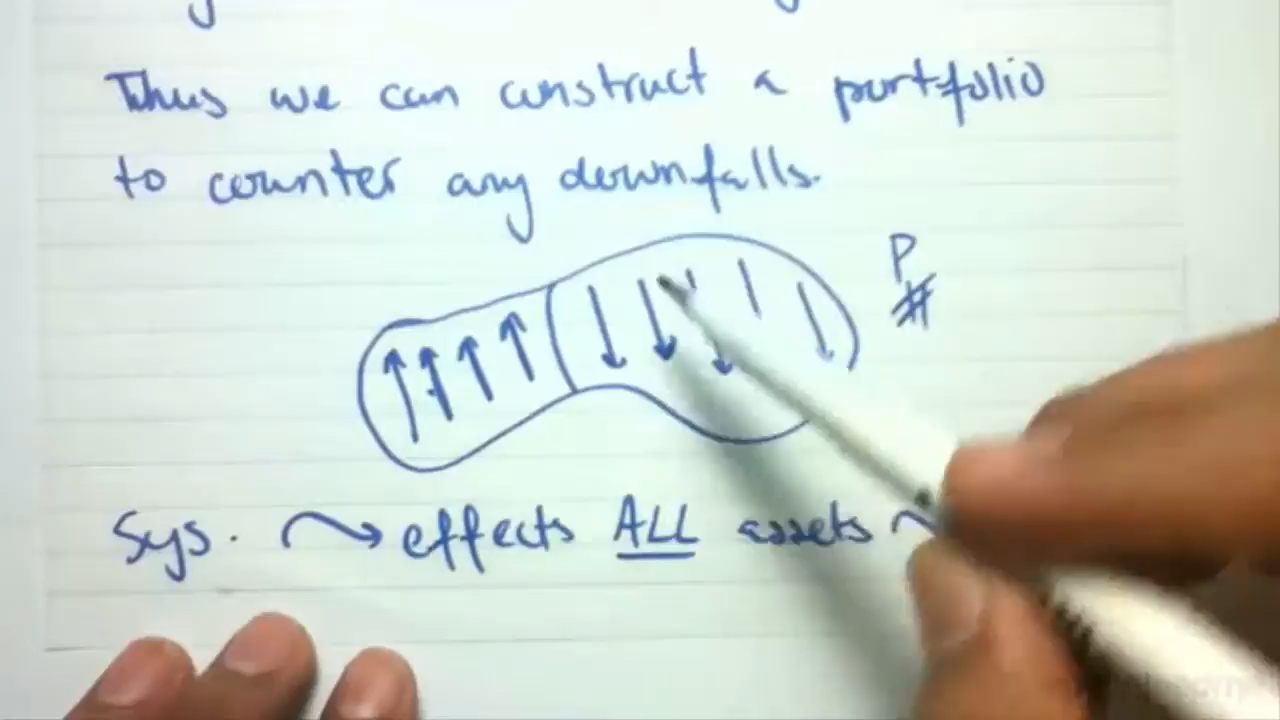 Thus we can construct a portfolio
to counter any downfalls.
P
#
Sys. effects ALL assets